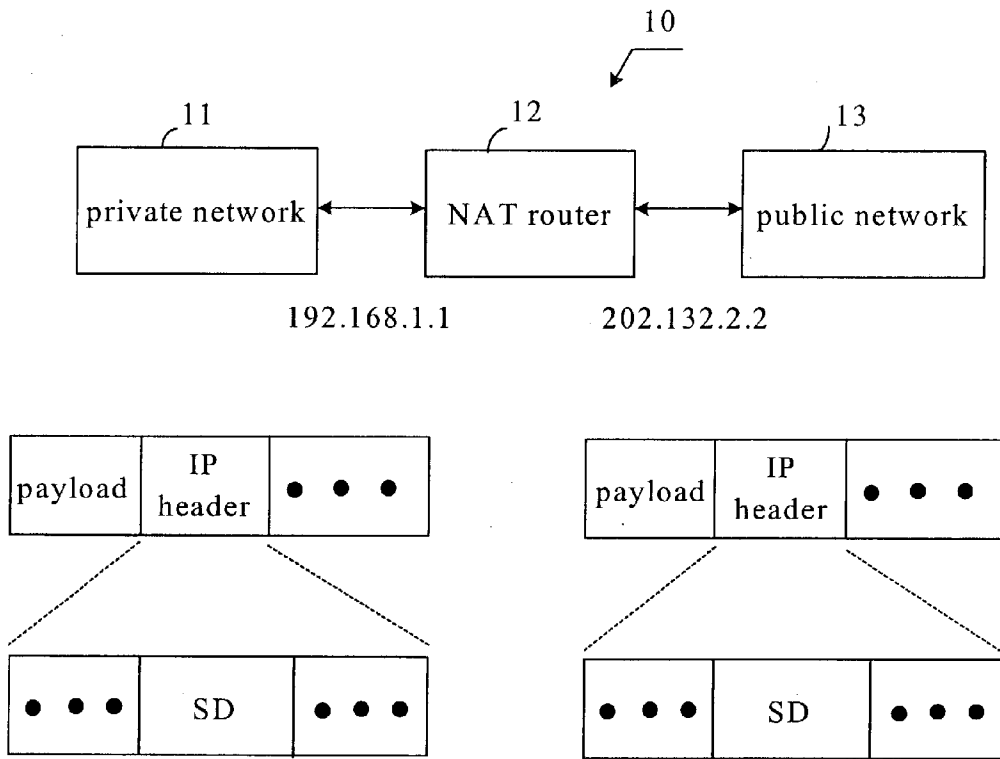 10
11
12
13
private network
NAT router
public network
192.168.1.1
202.132.2.2
payload
IP
header
payload
IP
header
SD
SD